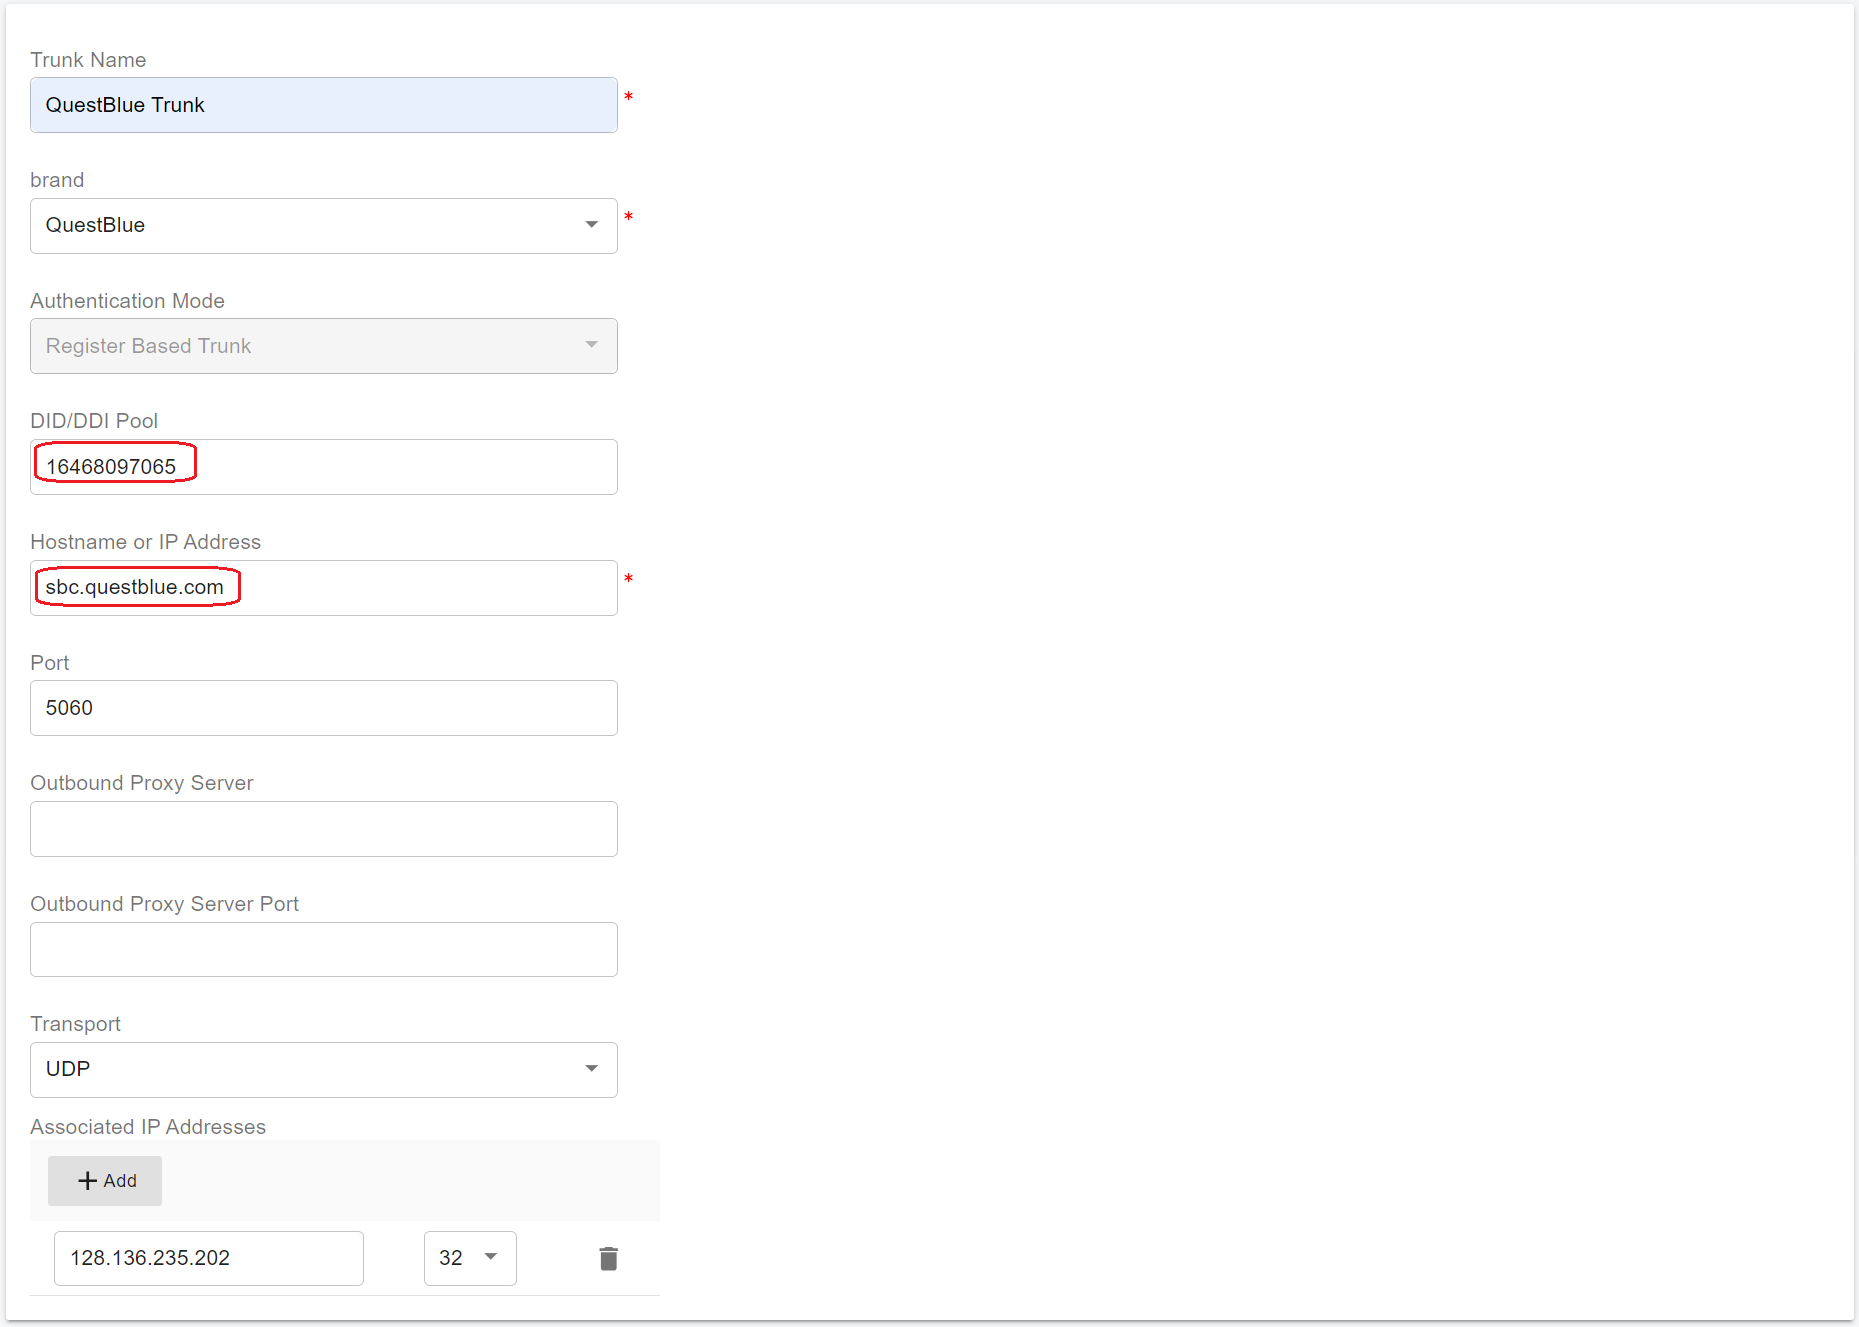 Trunk Name
QuestBlue Trunk *
brand
QuestBlue *
Authentication Mode
Register Based Trunk
DID/DDI Pool
16468097065
Hostname or IP Address
sbc.questblue.com *
Port
5060
Outbound Proxy Server
Outbound Proxy Server Port
Transport
UDP
Associated IP Addresses
+ Add
128.136.235.202 32